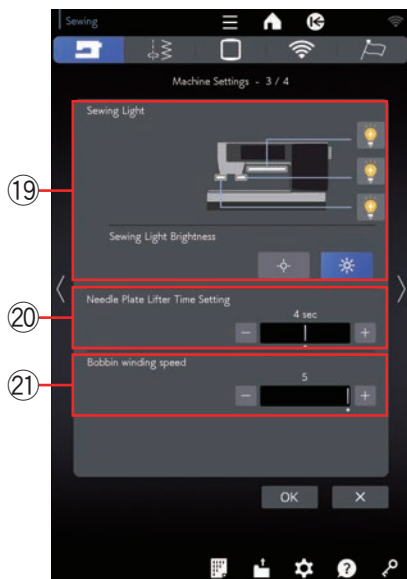 Sewing
Machine Settings - 3 / 4
Sewing Light
⑲
Sewing Light Brightness
Needle Plate Lifter Time Setting
⑳
4 sec
− +
Bobbin winding speed
㉑
5
− +
OK ×
?